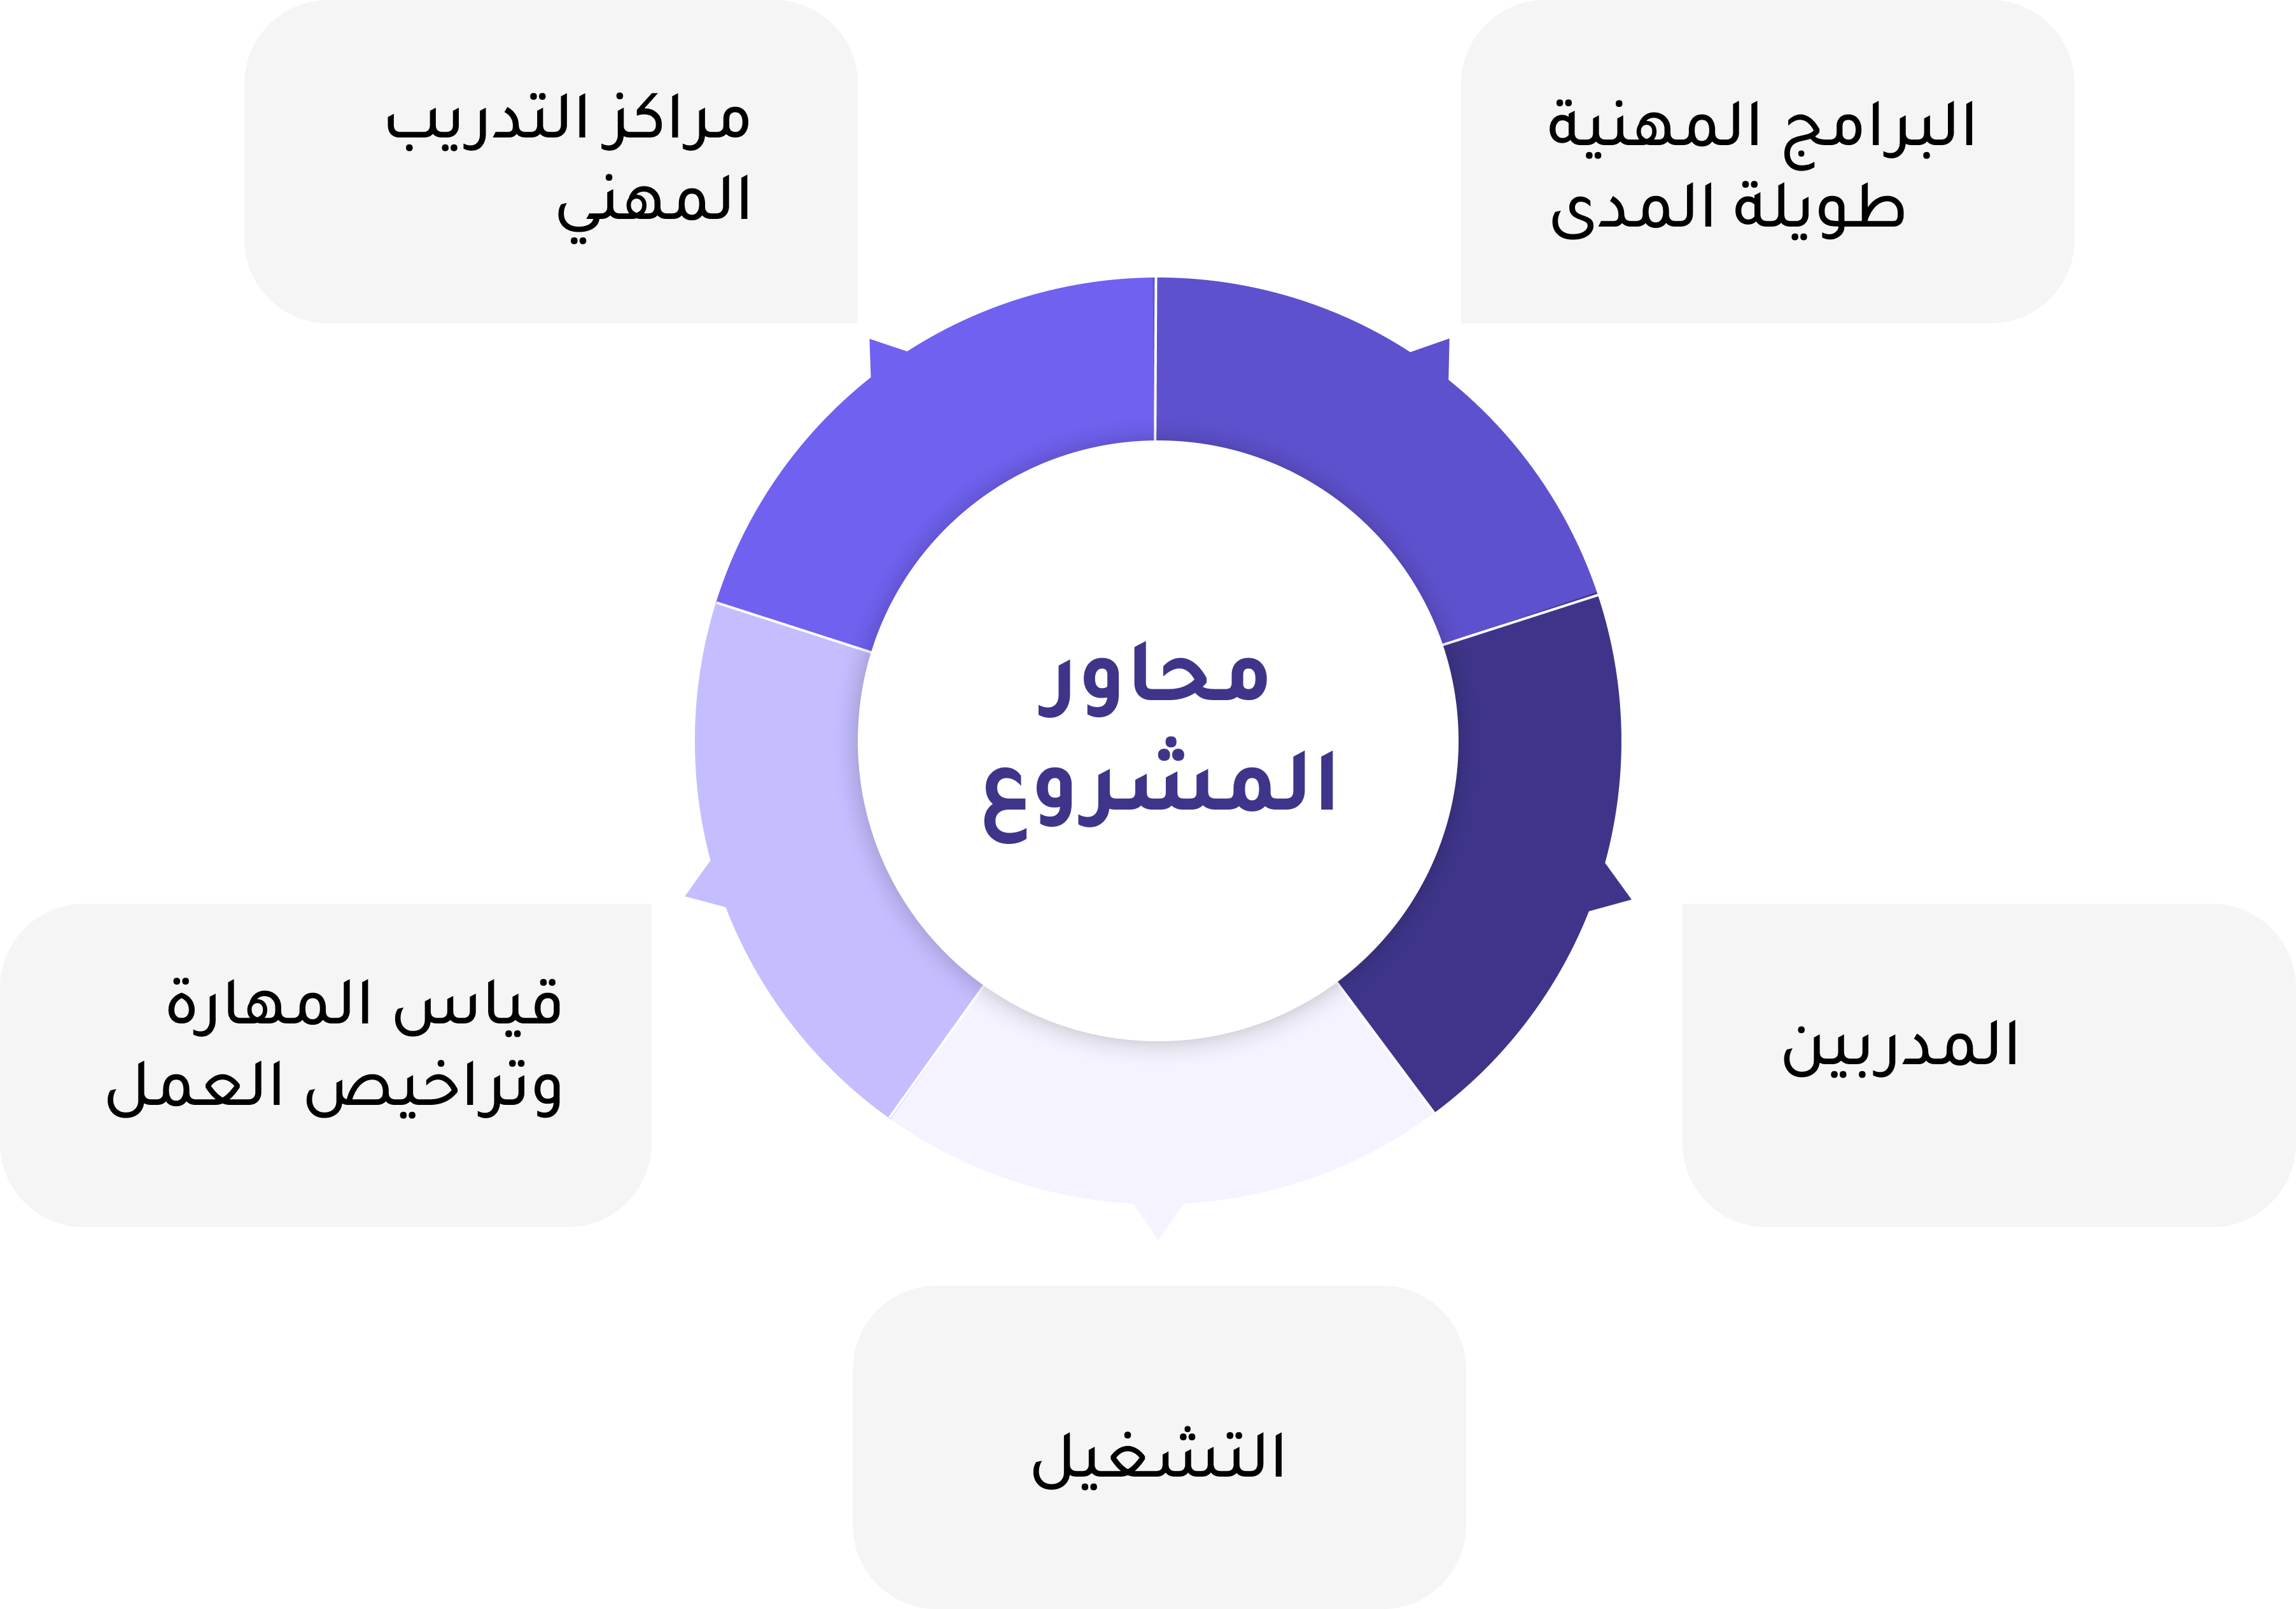 البرامج المهنية
طويلة المدى
مراكز التدريب
المهني
محاور
المشروع
المدربين
قياس المهارة
وتراخيص العمل
التشغيل